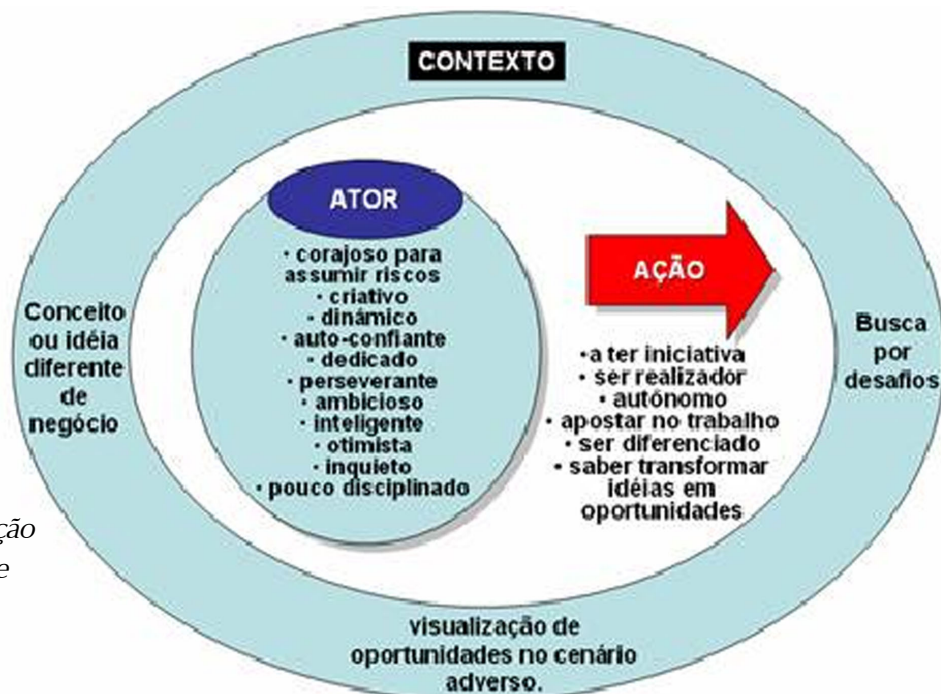 CONTEXTO
ATOR
• corajoso para
assumir riscos
• criativo
• dinámico
• auto-confiante
• dedicado
• perseverante
• ambicioso
• inteligente
• otimista
• inquieto
• pouco disciplinado
AÇÃO
•a ter iniciativa
• ser realizador
• autônomo
• apostar no trabalho
• ser diferenciado
• saber transformar
idéias em
oportunidades
Conceito
ou idéia
diferente
de
negócio
Busca
por
desafios
visualização de
oportunidades no cenário
adverso.
ção
e